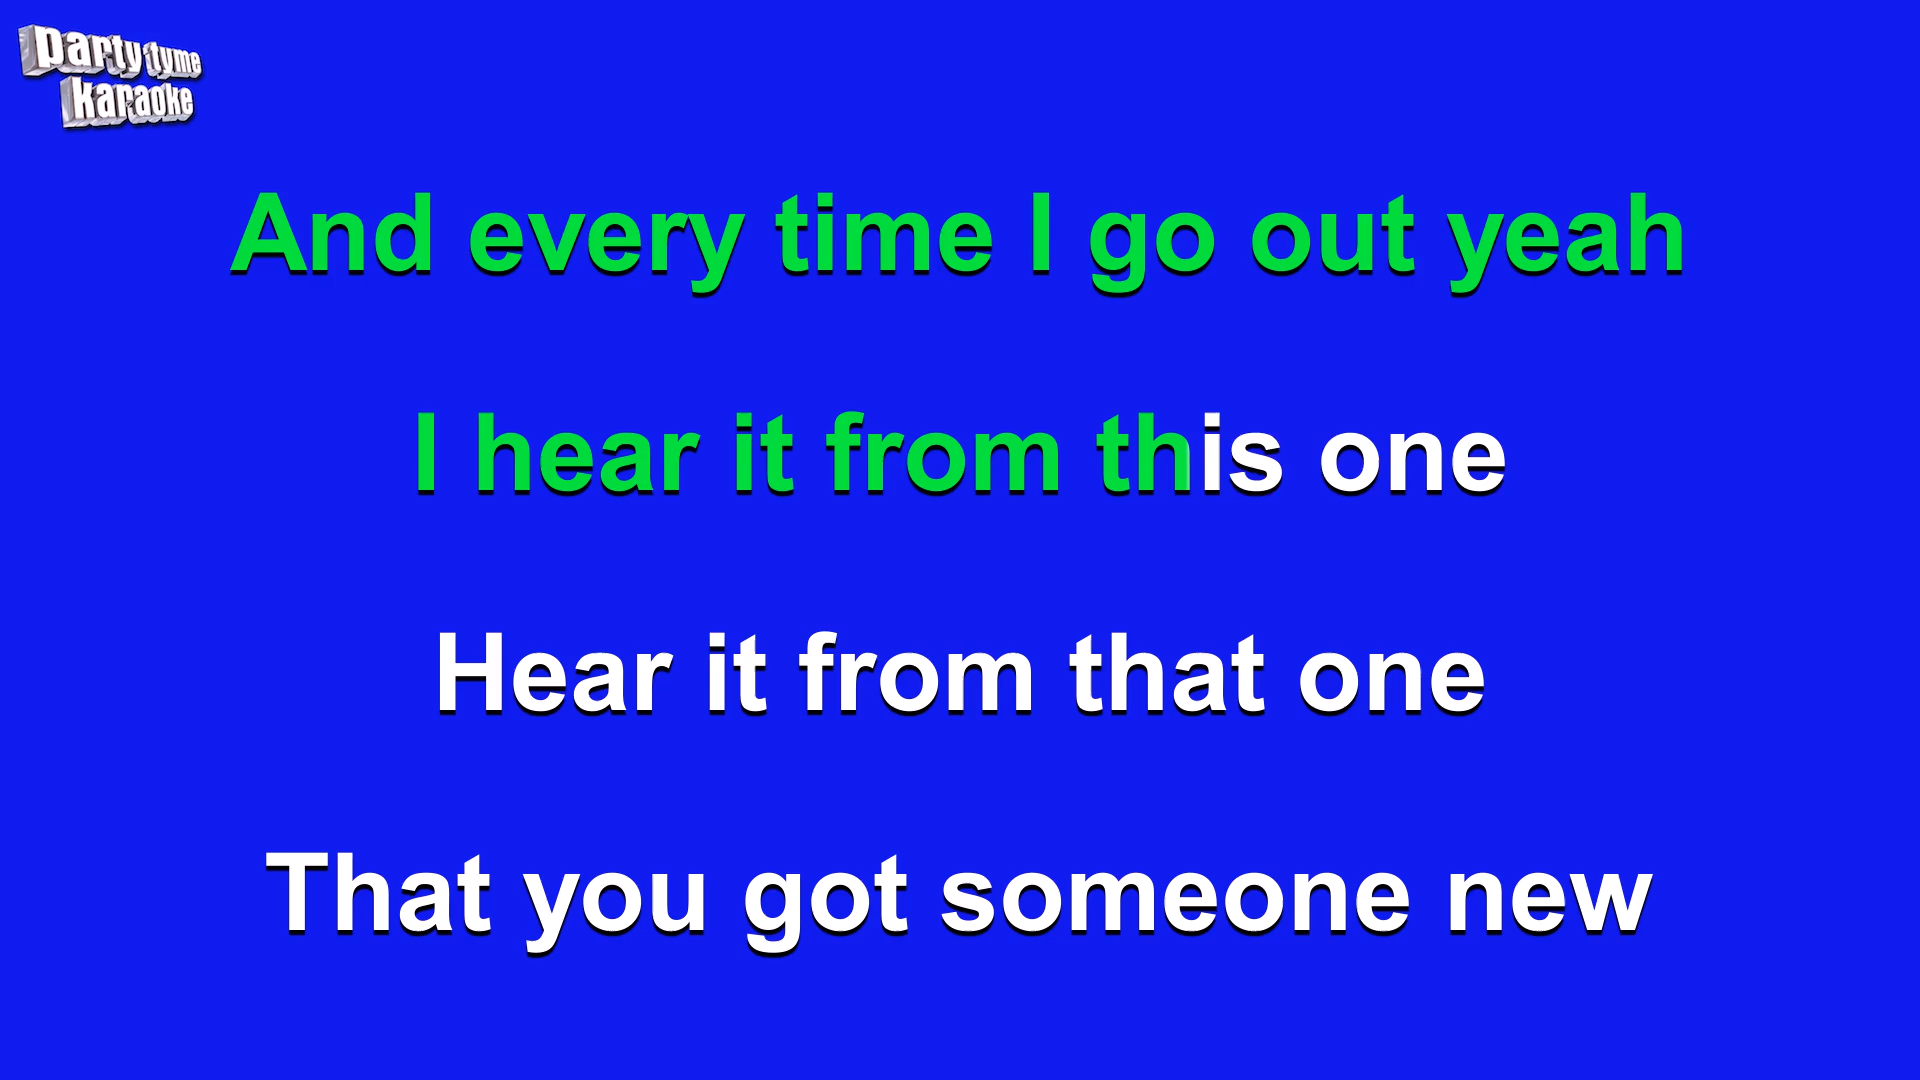 party tyme
karaoke
And every time I go out yeah
I hear it from this one
Hear it from that one
That you got someone new